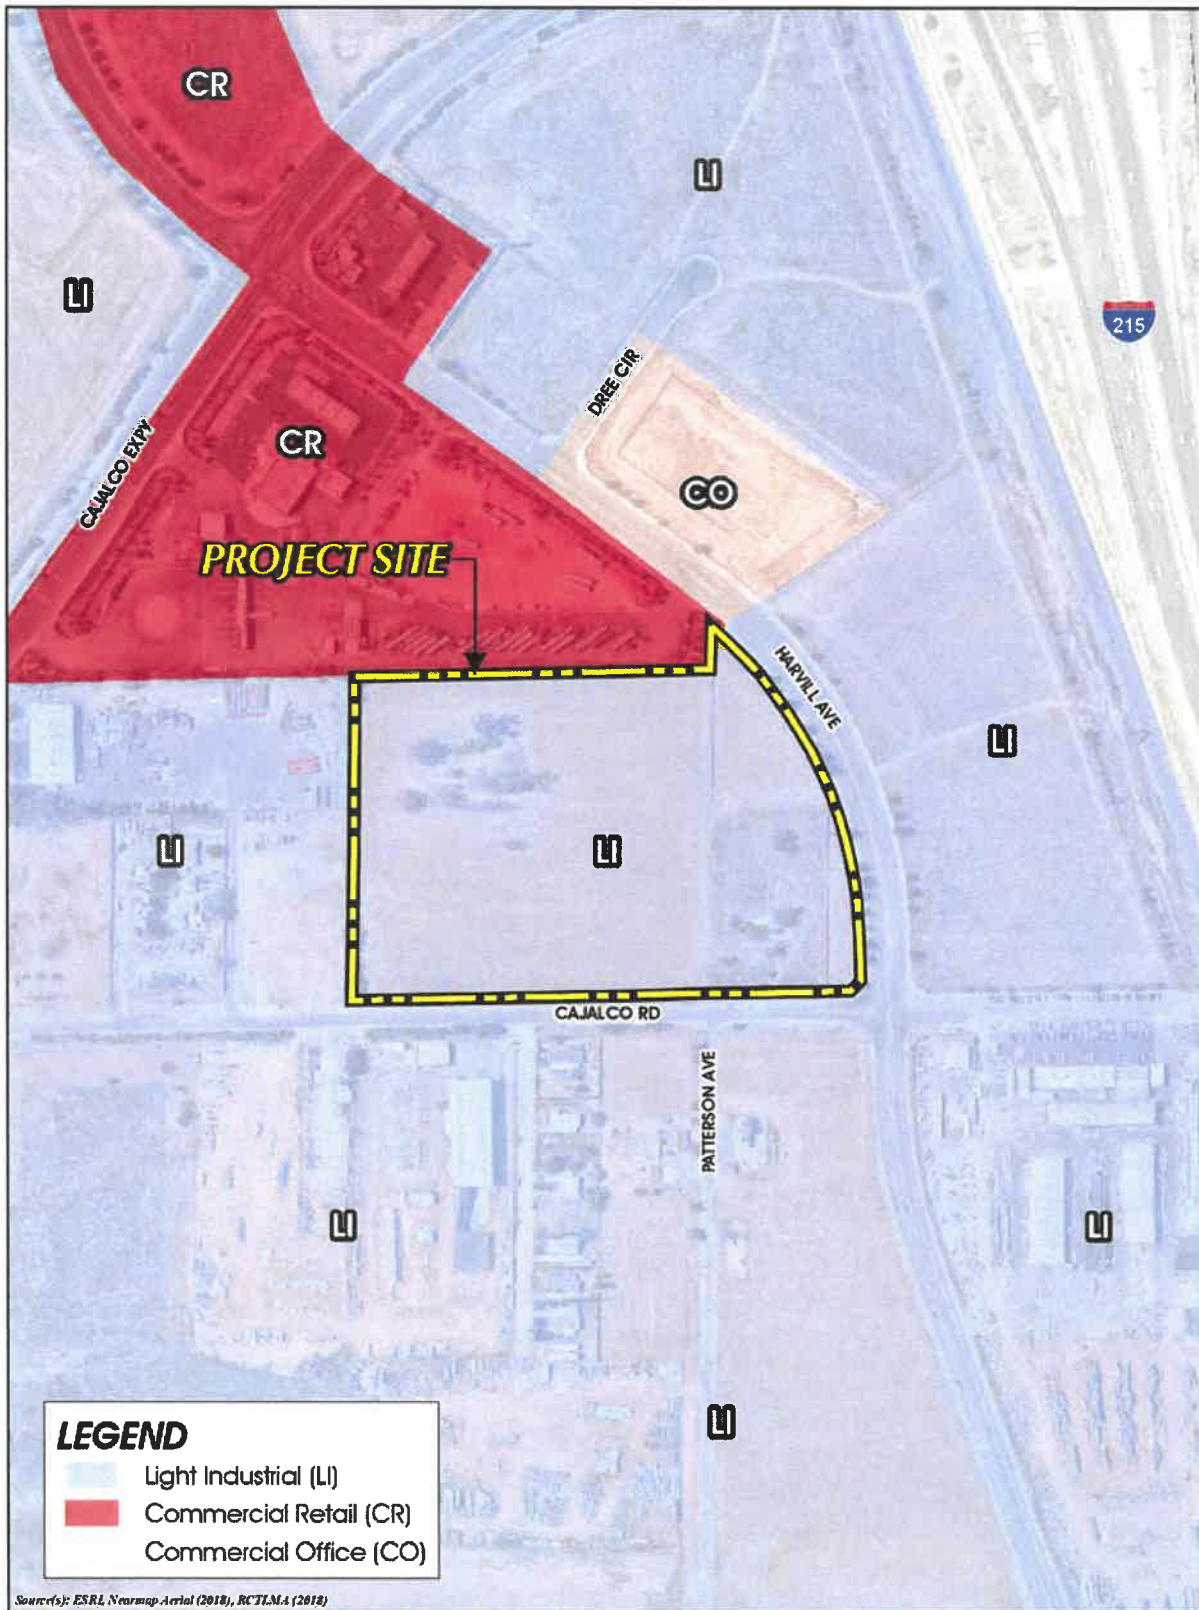 CR
LI
LI
215
DREE CIR
CAJALCO EXPY
CR
CO
PROJECT SITE
HARVILL AVE
LI
LI
LI
CAJALCO RD
PATTERSON AVE
LI
LI
LI
LEGEND
Light Industrial (LI)
Commercial Retail (CR)
Commercial Office (CO)
Source(s): ESRI, Nearmap Aerial (2018), RCTLMA (2018)